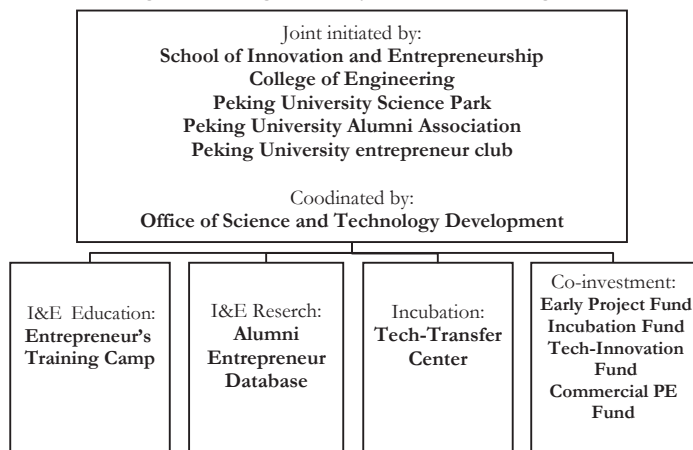 Joint initiated by:
School of Innovation and Entrepreneurship
College of Engineering
Peking University Science Park
Peking University Alumni Association
Peking University entrepreneur club
Coodinated by:
Office of Science and Technology Development
I&E Education:
Entrepreneur's
Training Camp
I&E Reserch:
Alumni
Entrepreneur
Database
Incubation:
Tech-Transfer
Center
Co-investment:
Early Project Fund
Incubation Fund
Tech-Innovation
Fund
Commercial PE
Fund